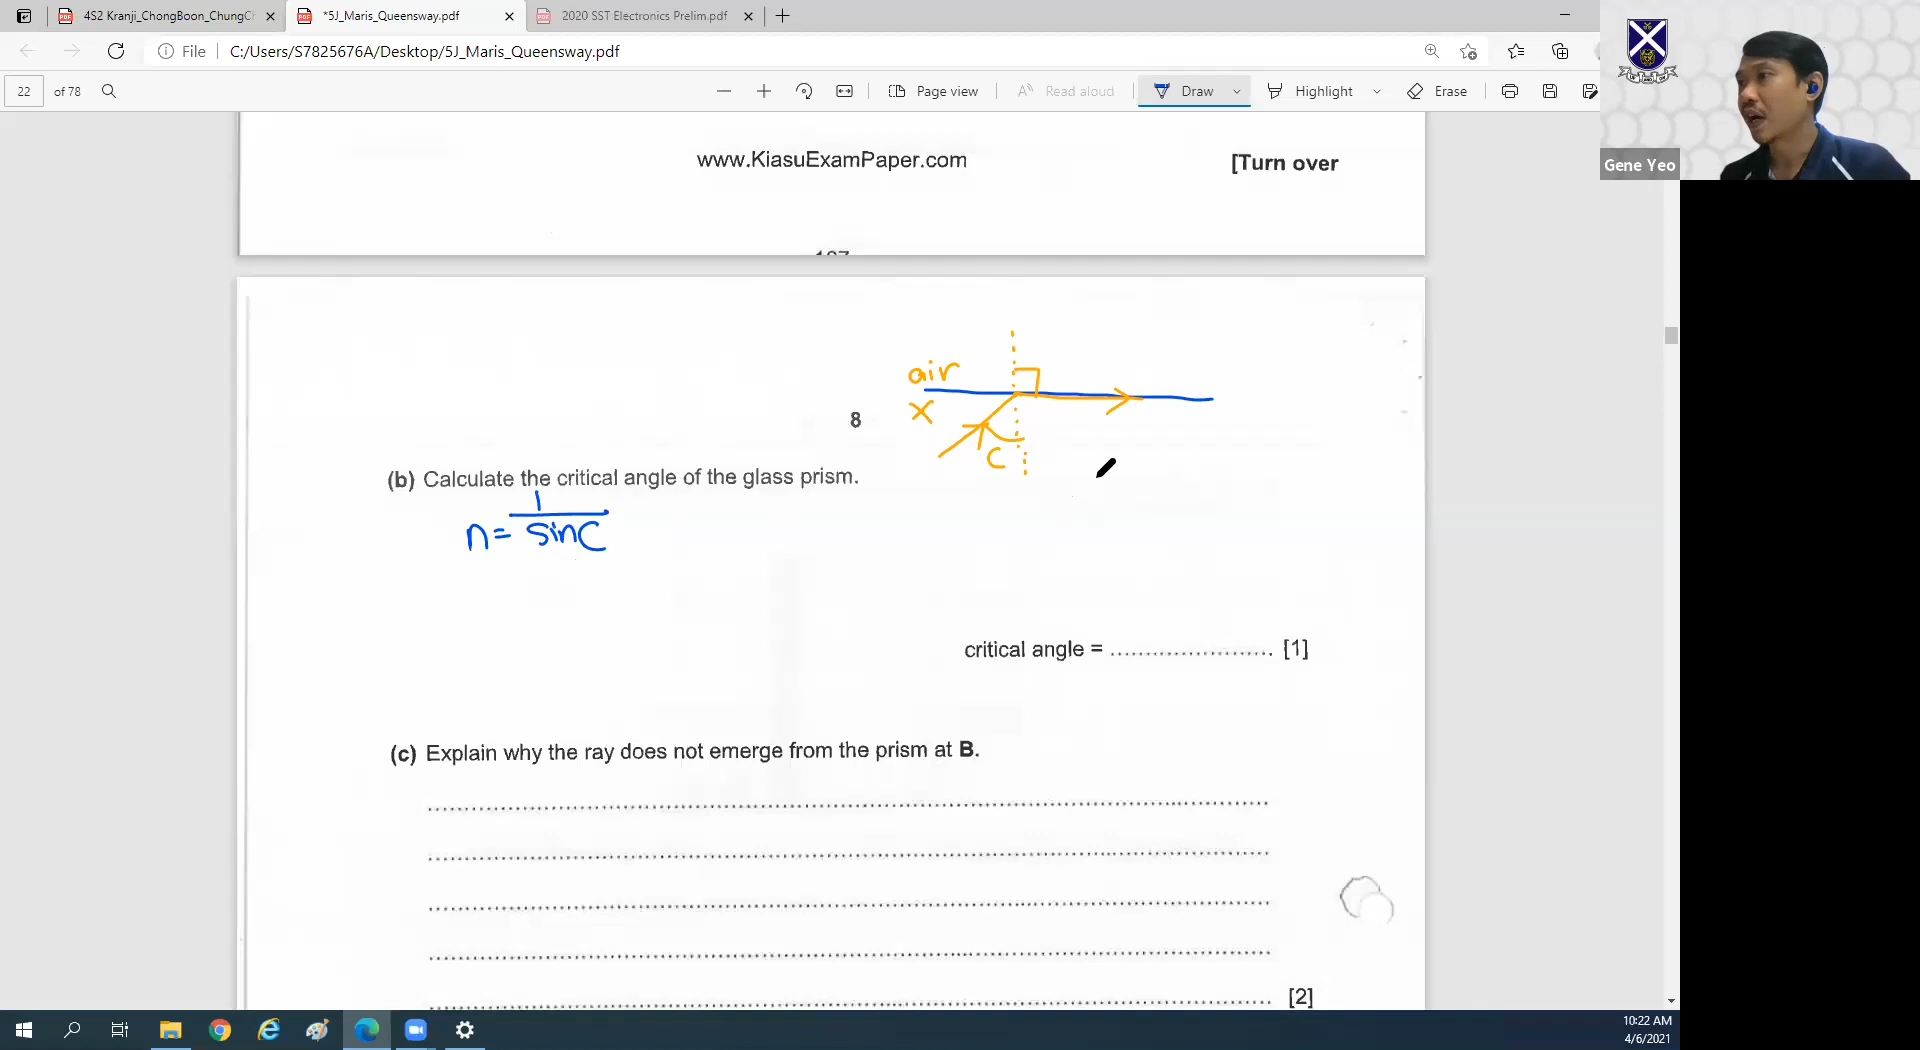 4S2 Kranji_ChongBoon_ChungCh
*5J_Maris_Queensway.pdf
2020 SST Electronics Prelim.pdf
File
C:/Users/S7825676A/Desktop/5J_Maris_Queensway.pdf
22 of 78
Page view
Read aloud
Draw
Highlight
Erase
Gene Yeo
www.KiasuExamPaper.com
[Turn over
air
X
8
C
(b) Calculate the critical angle of the glass prism.
n = 1
sinC
critical angle = ........................... [1]
(c) Explain why the ray does not emerge from the prism at B.
[2]
10:22 AM
4/6/2021